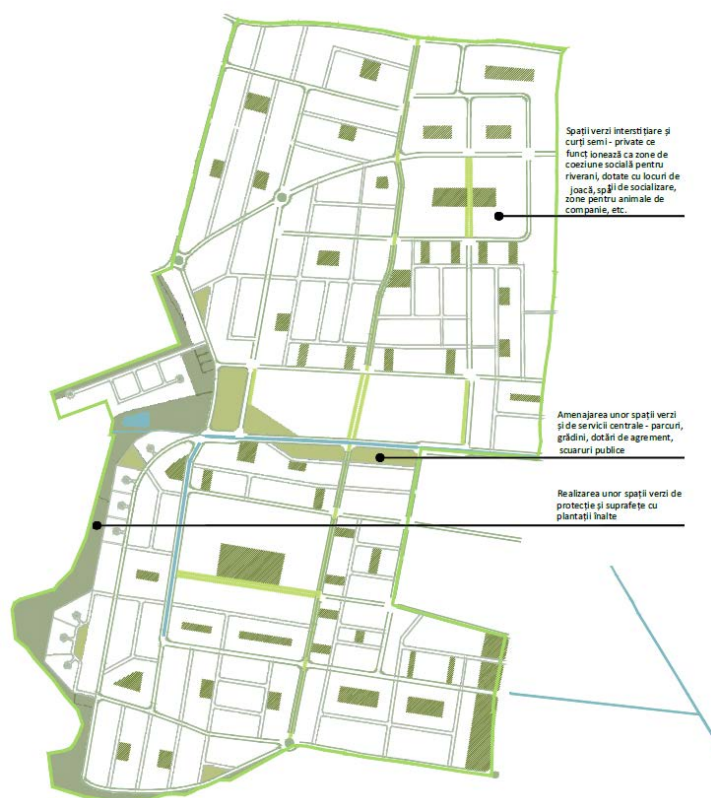 Spații verzi interstițiare și
curți semi - private ce
funcț ionează ca zone de
coeziune socială pentru
riverani, dotate cu locuri de
joacă, spații de socializare,
zone pentru animale de
companie, etc.
Amenajarea unor spații verzi
și de servicii centrale - parcuri,
grădini, dotări de agrement,
scuaruri publice
Realizarea unor spații verzi de
protecție și suprafețe cu
plantații înalte